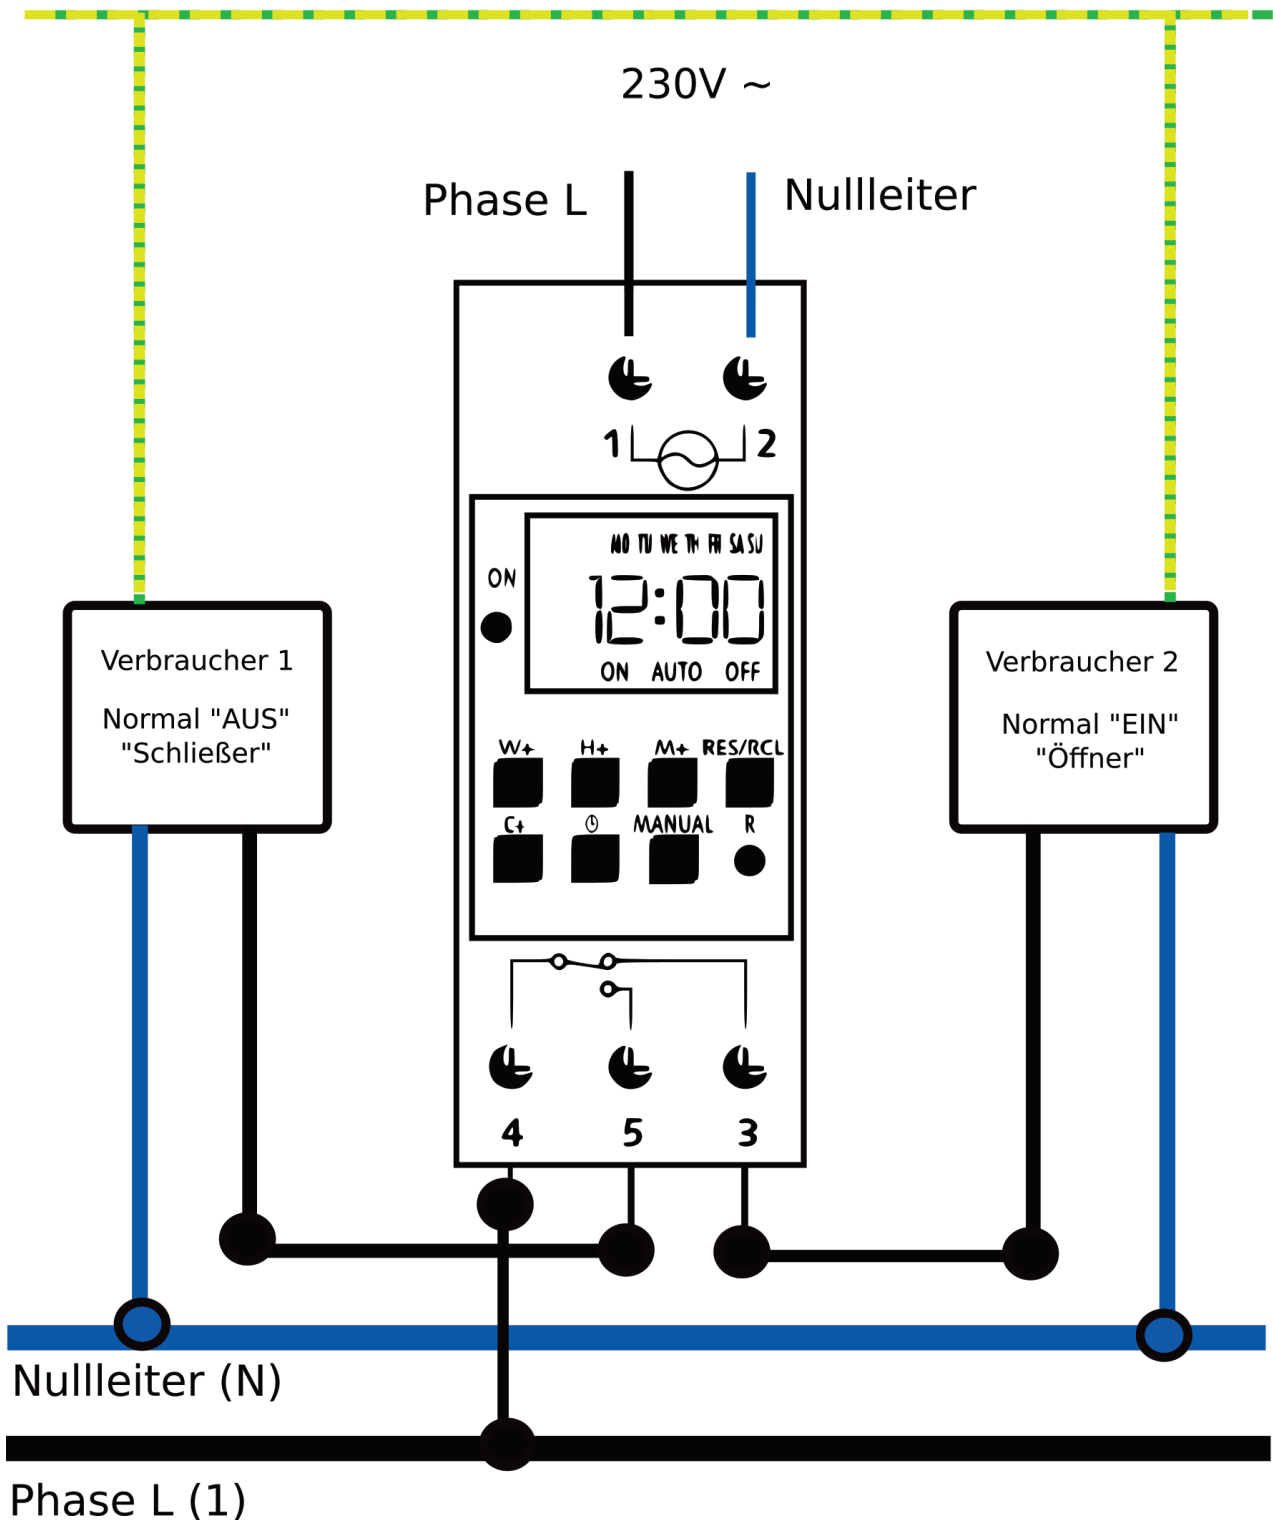 230V ~
Phase L
Nullleiter
1
2
MO TU WE TH FR SA SU
ON
12:00
ON AUTO OFF
Verbraucher 1
Normal "AUS"
"Schließer"
Verbraucher 2
Normal "EIN"
"Öffner"
W+ H+ M+ RES/RCL
C+ MANUAL R
4 5 3
Nullleiter (N)
Phase L (1)